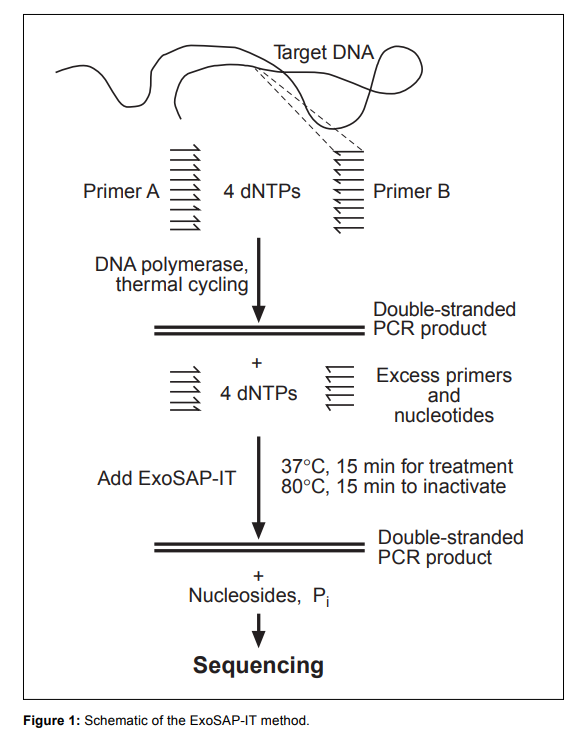 Target DNA
Primer A
4 dNTPs
Primer B
DNA polymerase,
thermal cycling
Double-stranded
PCR product
+
4 dNTPs
Excess primers
and
nucleotides
Add ExoSAP-IT
37°C, 15 min for treatment
80°C, 15 min to inactivate
Double-stranded
PCR product
+
Nucleosides, Pi
Sequencing
Figure 1: Schematic of the ExoSAP-IT method.